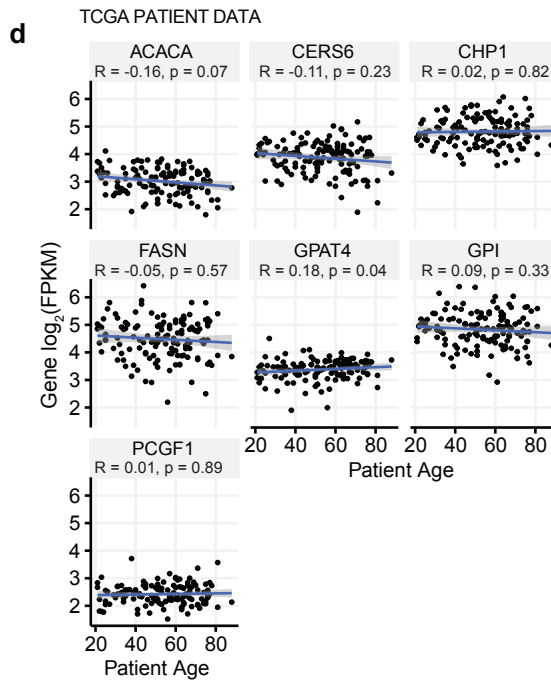 d
TCGA PATIENT DATA
ACACA
R = -0.16, p = 0.07
CERS6
R = -0.11, p = 0.23
CHP1
R = 0.02, p = 0.82
6
5
4
3
2
FASN
R = -0.05, p = 0.57
GPAT4
R = 0.18, p = 0.04
GPI
R = 0.09, p = 0.33
Gene log₂(FPKM)
6
5
4
3
2
20 40 60 80
20 40 60 80
Patient Age
PCGF1
R = 0.01, p = 0.89
6
5
4
3
2
20 40 60 80
Patient Age